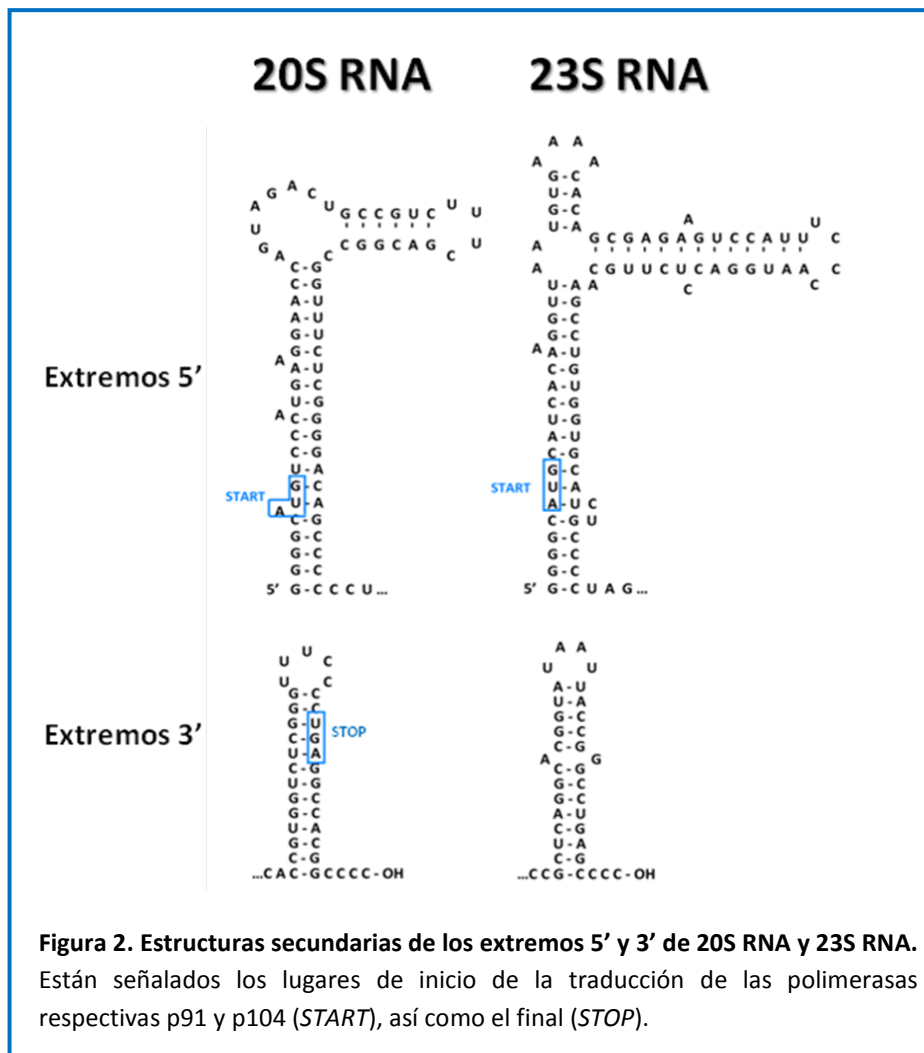 20S RNA 23S RNA
Extremos 5'
A G A C U G C C G U C U U
U G A C C G G C A G C U
C - G
C - G
A - U
A - U
G - U
G - C
A A - U
G - C
U - G
A C - G
C - G
C - G
U - A
START G - C
U - A
A C - G
G - C
G - C
G - C
5' G - C C C U ...
A A
A A
G - C
U - A
G - C
U - A
A A
G C G A G A G U C C A U U U C
A
C G C U C U U C A G G U A A C C
C
U - A A
U - G
G - C
G - C
A A - U
A - U
C - G
A - U
C - G
U - G
A - U
C - G
START G - C
U - A
A - U C
C - G U
G - C
G - C
G - C
5' G - C U A G ...
Extremos 3'
U U C
U C
G - C
G - C
G - U STOP
C - G
U - A
C - G
U - G
G - C
G - C
U - A
G - C
...C A C - G C C C C - OH
A A
U U
A - U
U - A
G - C
G - C
C - G
A G
C - G
G - C
G - C
A - U
C - G
U - A
C - G
...C C G - C C C C - OH
Figura 2. Estructuras secundarias de los extremos 5' y 3' de 20S RNA y 23S RNA.
Están señalados los lugares de inicio de la traducción de las polimerasas
respectivas p91 y p104 (START), así como el final (STOP).